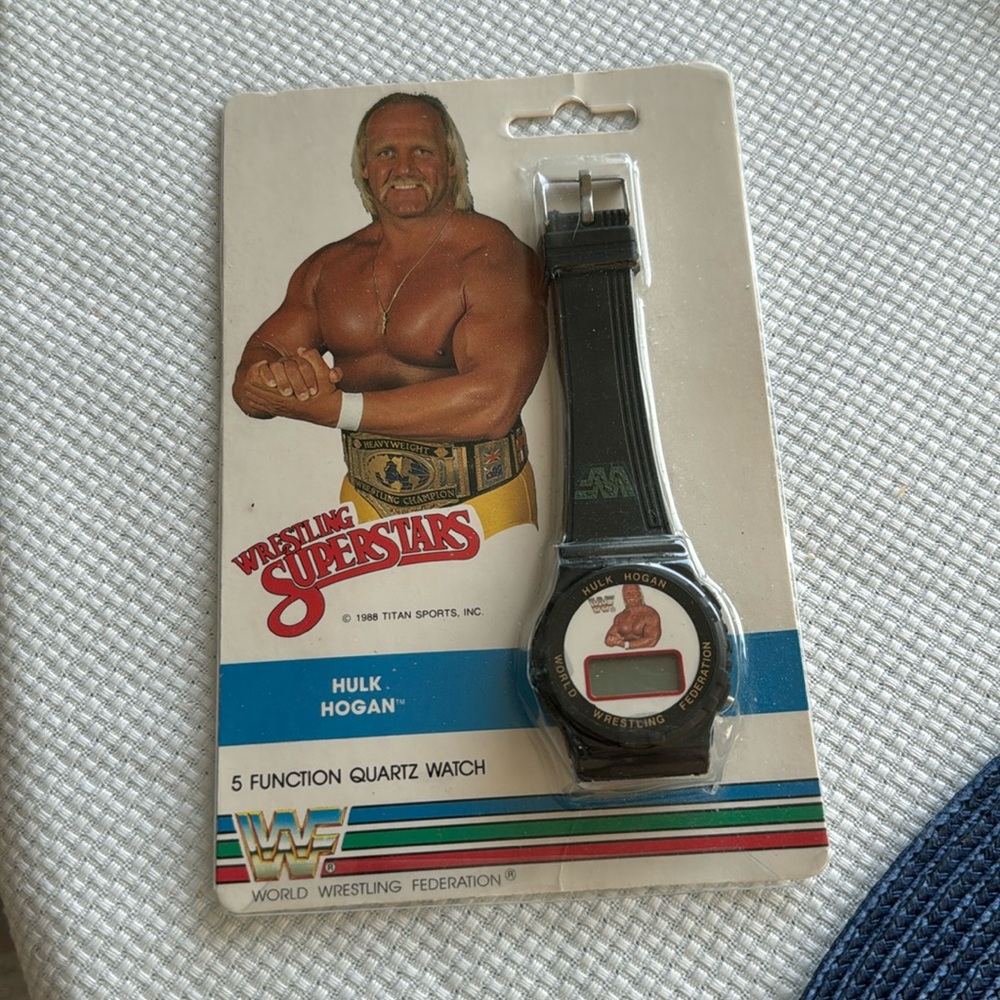 HEAVYWEIGHT
WRESTLING CHAMPION
WRESTLING
SUPERSTARS
© 1988 TITAN SPORTS, INC.
HULK
HOGAN™
5 FUNCTION QUARTZ WATCH
WF®
WORLD WRESTLING FEDERATION®
HULK HOGAN
WF
WORLD WRESTLING FEDERATION